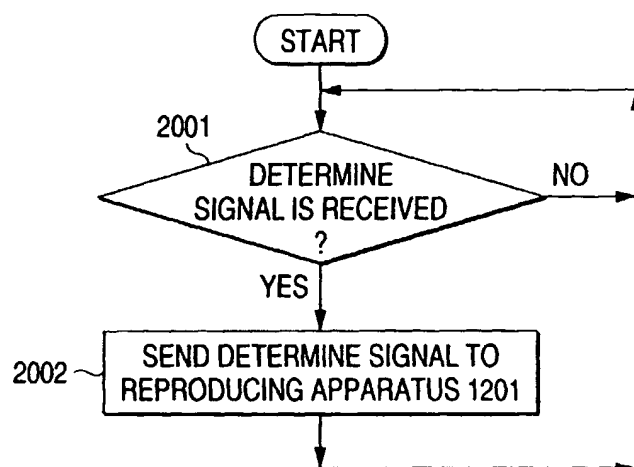 START
2001
DETERMINE
SIGNAL IS RECEIVED
?
NO
YES
2002
SEND DETERMINE SIGNAL TO
REPRODUCING APPARATUS 1201